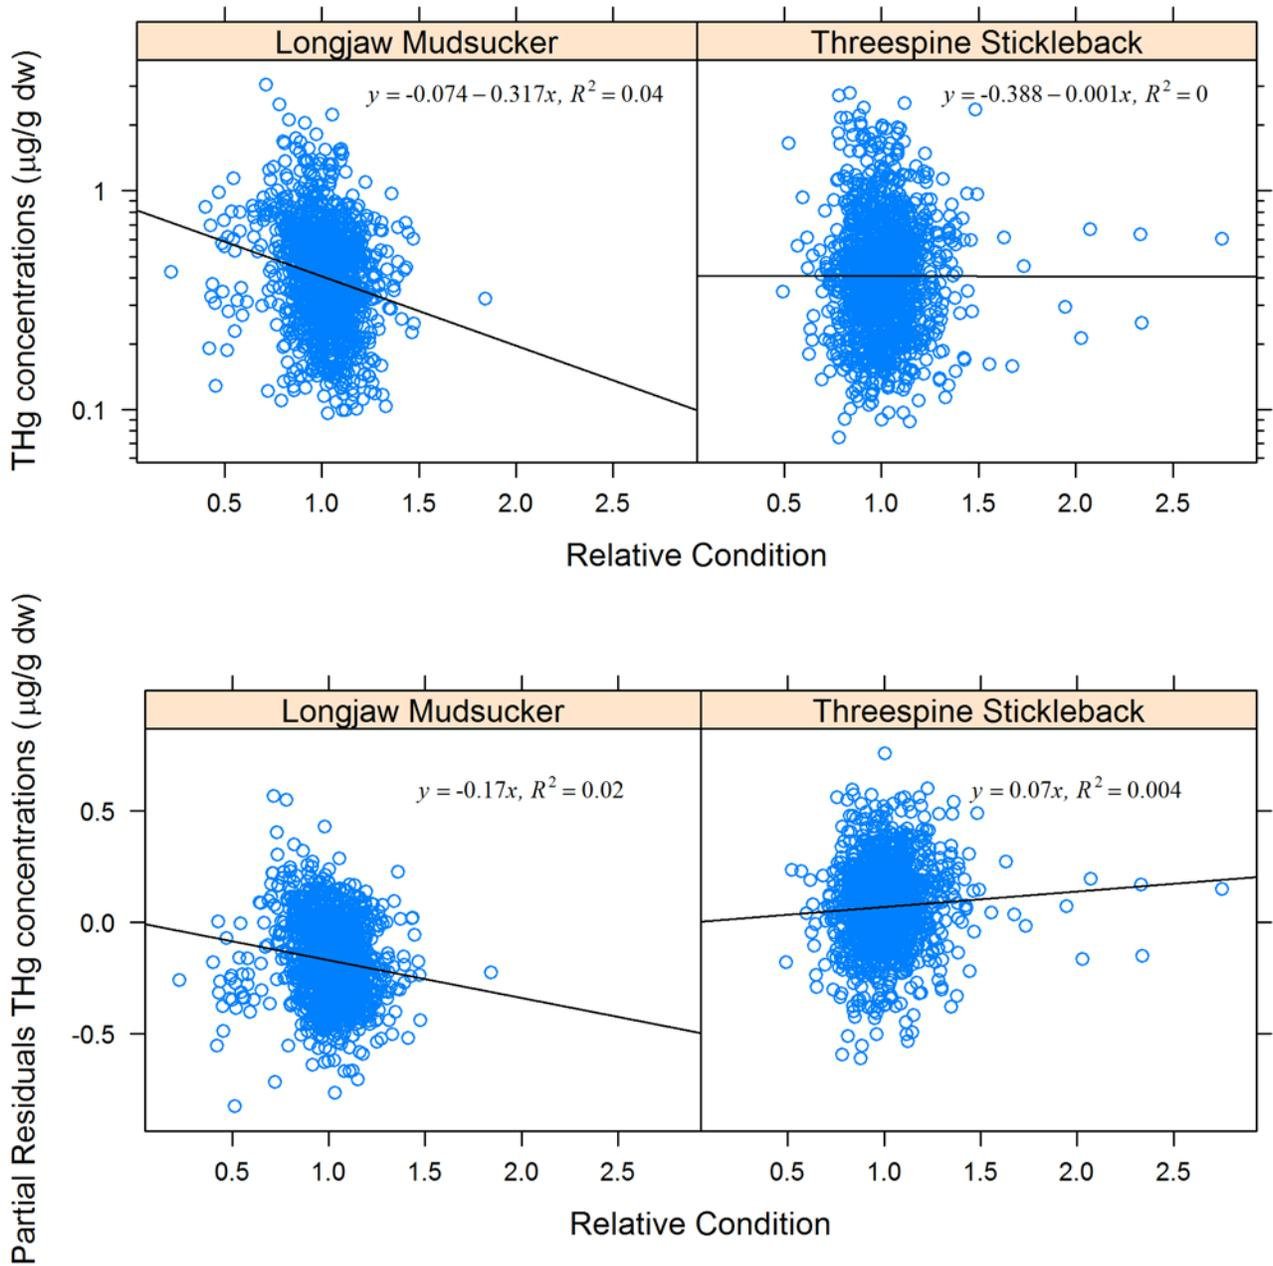 Longjaw Mudsucker
Threespine Stickleback
y = -0.074 – 0.317x, R² = 0.04
y = -0.388 – 0.001x, R² = 0
THg concentrations (µg/g dw)
1
0.1
0.5 1.0 1.5 2.0 2.5
0.5 1.0 1.5 2.0 2.5
Relative Condition
Longjaw Mudsucker
Threespine Stickleback
y = -0.17x, R² = 0.02
y = 0.07x, R² = 0.004
Partial Residuals THg concentrations (µg/g dw)
0.5
0.0
-0.5
0.5 1.0 1.5 2.0 2.5
0.5 1.0 1.5 2.0 2.5
Relative Condition